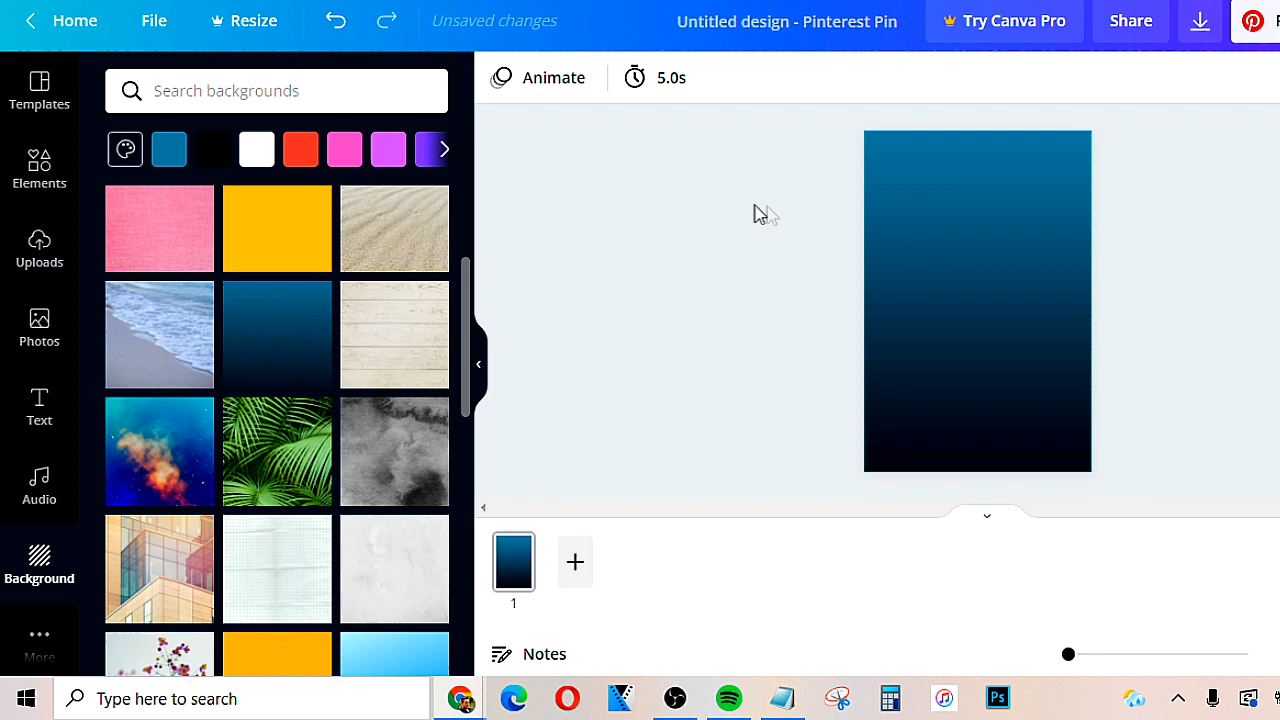 Home
File
Resize
Unsaved changes
Untitled design - Pinterest Pin
Try Canva Pro
Share
Templates
Elements
Uploads
Photos
Text
Audio
Background
More
Search backgrounds
Animate
5.0s
1
Notes
Type here to search
Ps